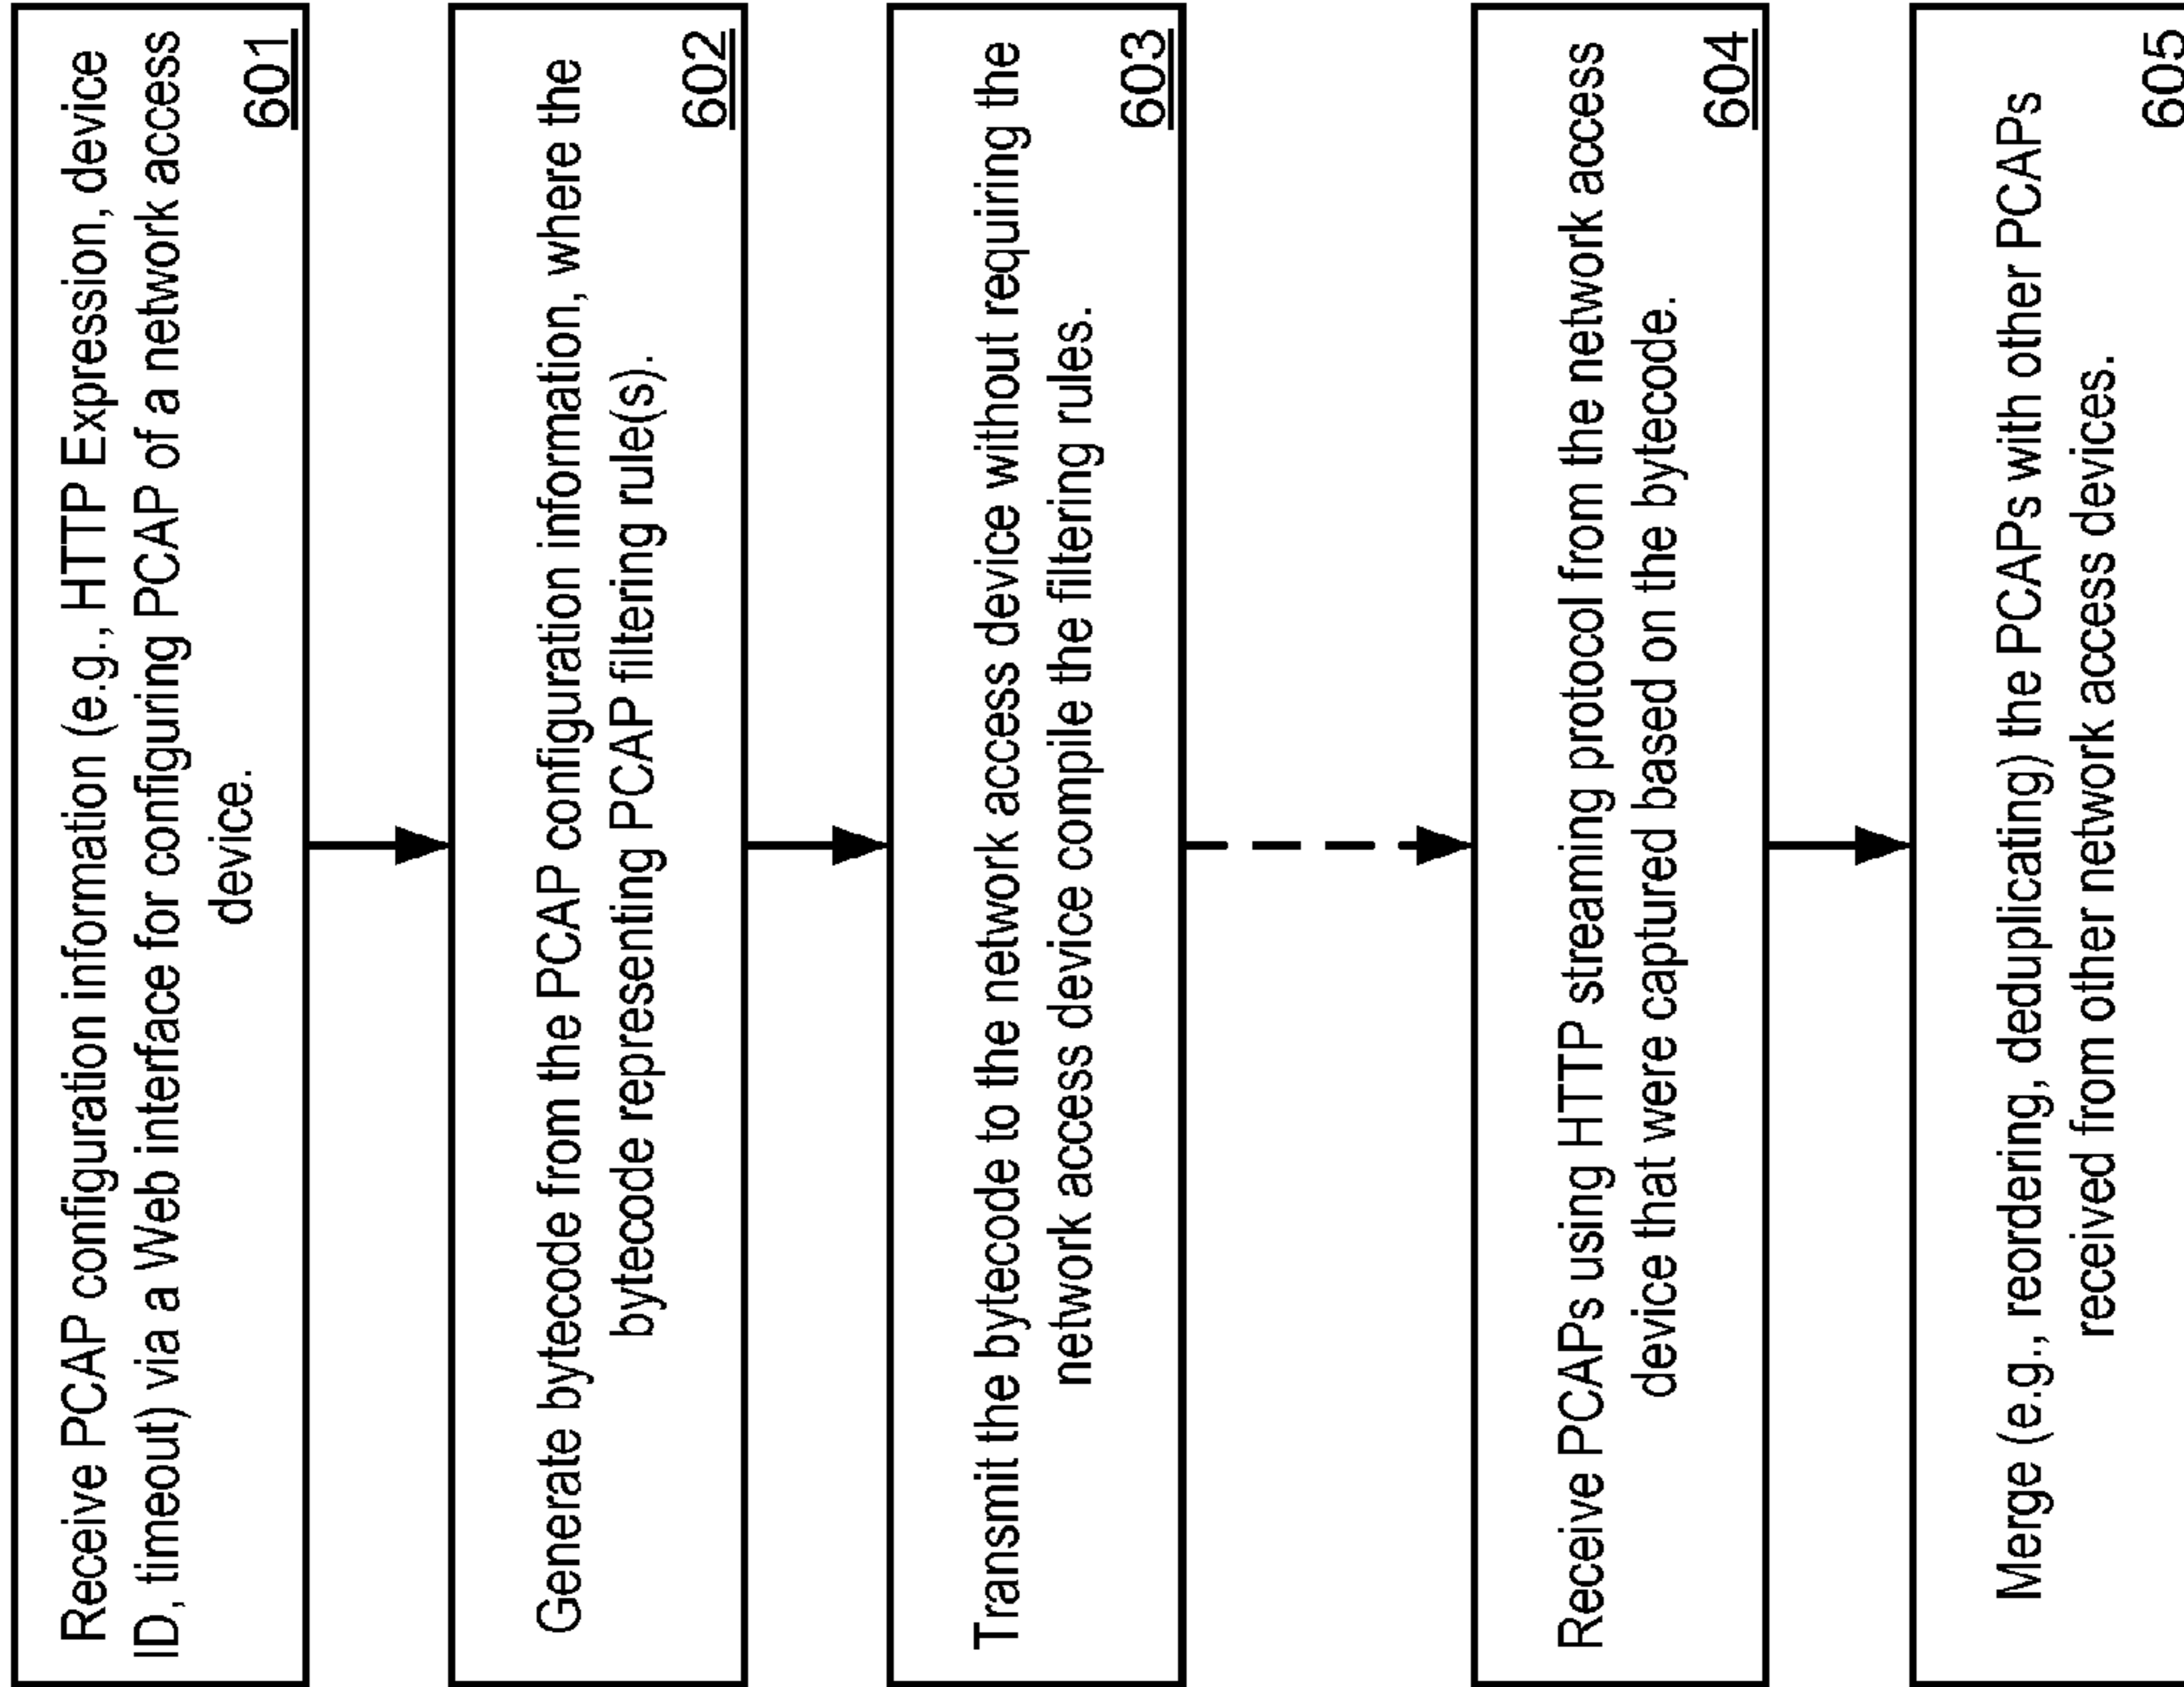 Receive PCAP configuration information (e.g., HTTP Expression, device
ID, timeout) via a Web interface for configuring PCAP of a network access
device.
601
Generate bytecode from the PCAP configuration information, where the
bytecode representing PCAP filtering rule(s).
602
Transmit the bytecode to the network access device without requiring the
network access device compile the filtering rules.
603
Receive PCAPs using HTTP streaming protocol from the network access
device that were captured based on the bytecode.
604
Merge (e.g., reordering, deduplicating) the PCAPs with other PCAPs
received from other network access devices.
605